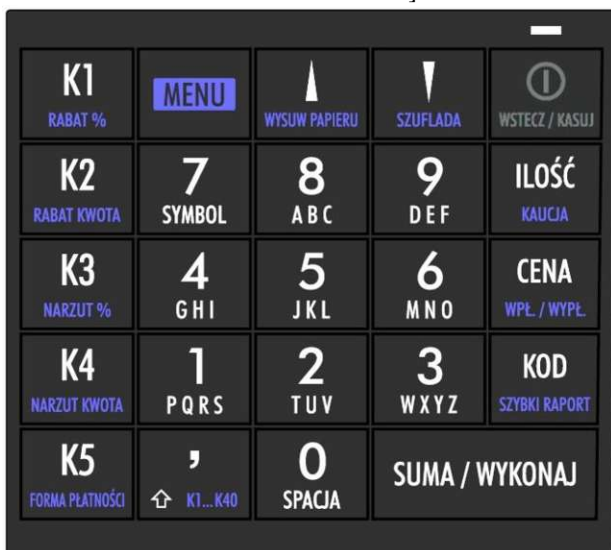 K1
RABAT %
MENU
WYSUW PAPIERU
SZUFLADA
WSTECZ / KASUJ
K2
RABAT KWOTA
7
SYMBOL
8
ABC
9
DEF
ILOŚĆ
KAUCJA
K3
NARZUT %
4
GHI
5
JKL
6
MNO
CENA
WPŁ. / WYPŁ.
K4
NARZUT KWOTA
1
PQRS
2
TUV
3
WXYZ
KOD
SZYBKI RAPORT
K5
FORMA PŁATNOŚCI
,
K1...K40
0
SPACJA
SUMA / WYKONAJ